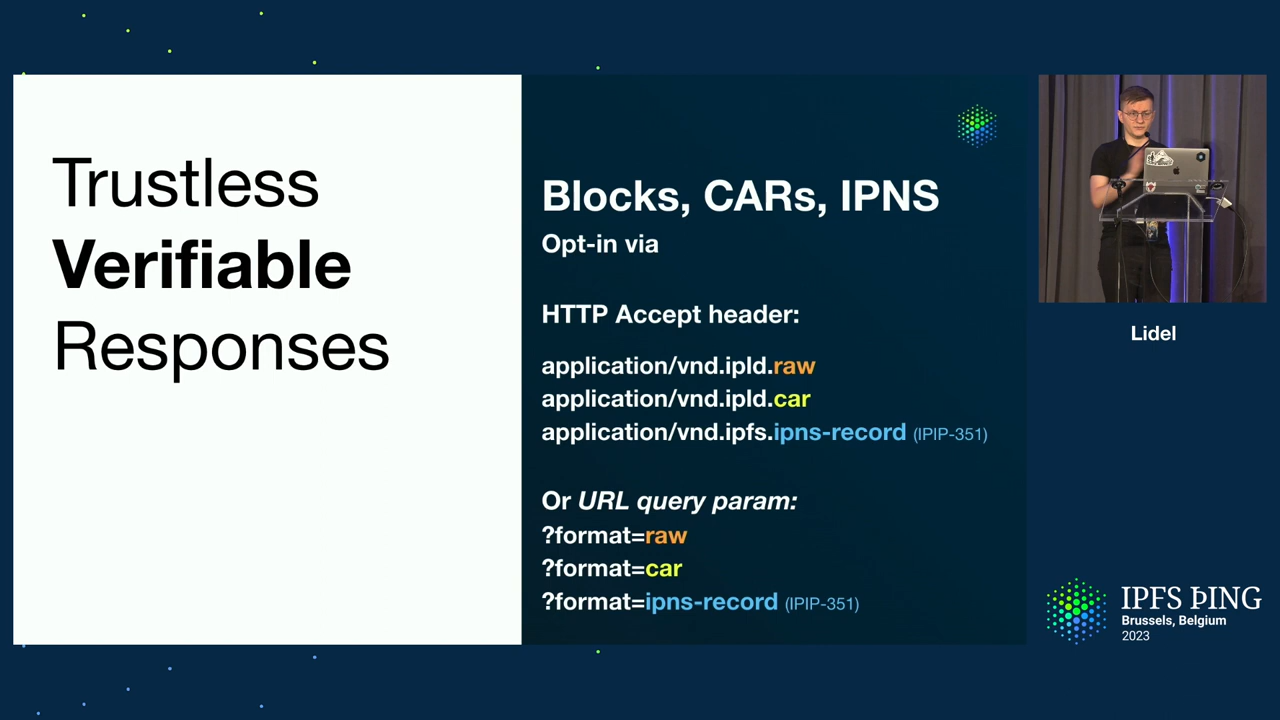 Trustless
Verifiable
Responses
Blocks, CARs, IPNS
Opt-in via
HTTP Accept header:
application/vnd.ipld.raw
application/vnd.ipld.car
application/vnd.ipfs.ipns-record (IPIP-351)
Or URL query param:
?format=raw
?format=car
?format=ipns-record (IPIP-351)
Lidel
IPFS ÞING
Brussels, Belgium
2023